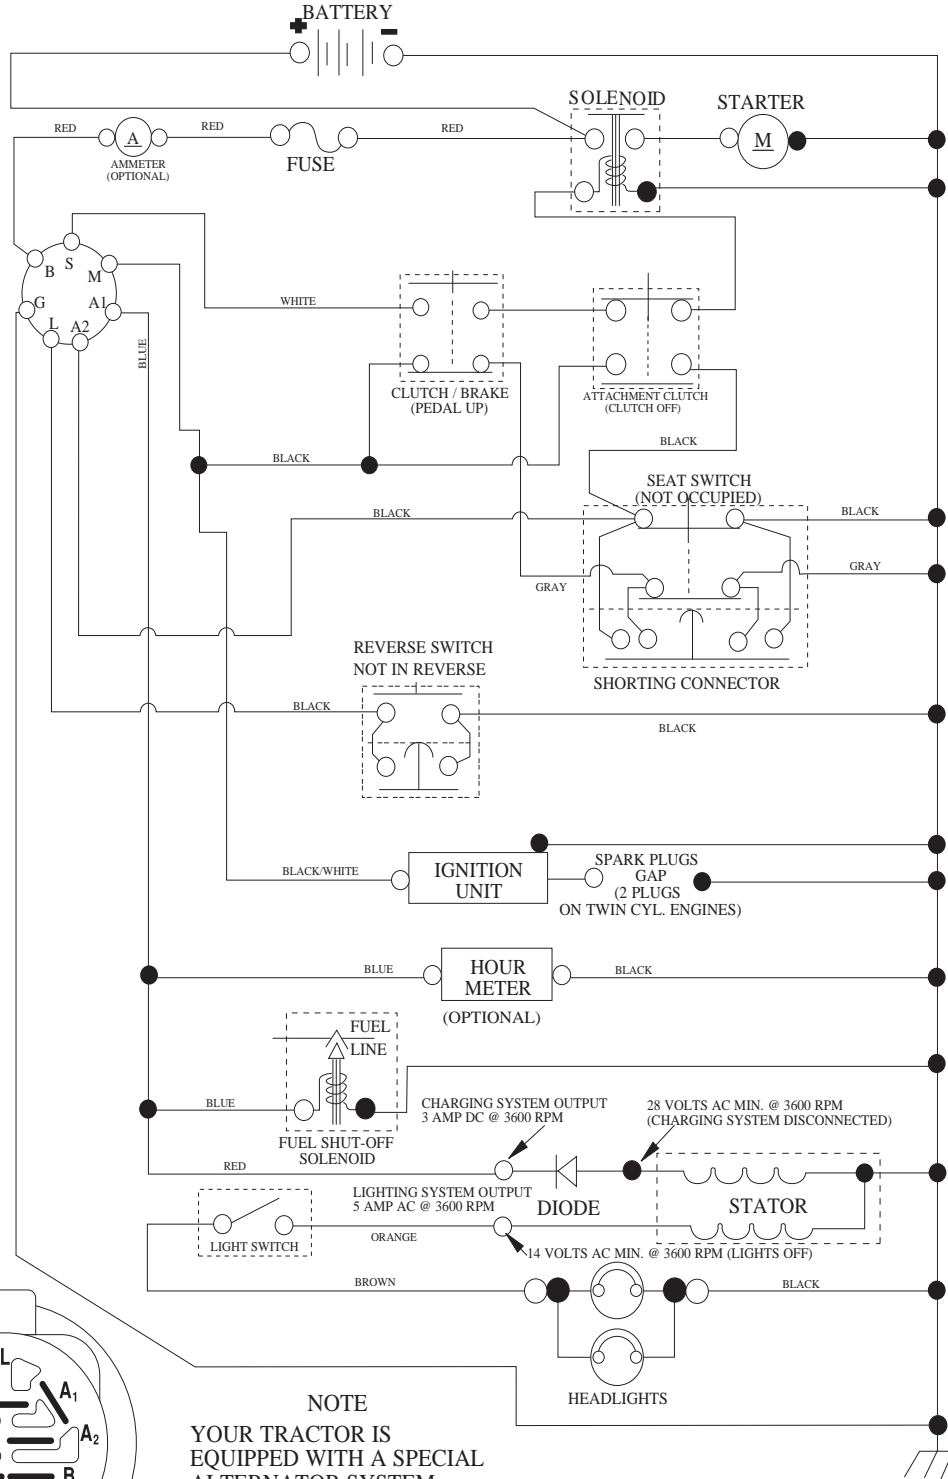 BATTERY
SOLENOID
STARTER
RED
A
RED
RED
M
AMMETER
(OPTIONAL)
FUSE
S
B
M
G
A1
L
A2
WHITE
BLUE
CLUTCH / BRAKE
(PEDAL UP)
ATTACHMENT CLUTCH
(CLUTCH OFF)
BLACK
BLACK
SEAT SWITCH
(NOT OCCUPIED)
BLACK
BLACK
GRAY
GRAY
REVERSE SWITCH
NOT IN REVERSE
SHORTING CONNECTOR
BLACK
BLACK
BLACK/WHITE
IGNITION
UNIT
SPARK PLUGS
GAP
(2 PLUGS
ON TWIN CYL. ENGINES)
BLUE
HOUR
METER
BLACK
(OPTIONAL)
FUEL
LINE
BLUE
FUEL SHUT-OFF
SOLENOID
CHARGING SYSTEM OUTPUT
3 AMP DC @ 3600 RPM
28 VOLTS AC MIN. @ 3600 RPM
(CHARGING SYSTEM DISCONNECTED)
RED
DIODE
STATOR
LIGHTING SYSTEM OUTPUT
5 AMP AC @ 3600 RPM
LIGHT SWITCH
ORANGE
14 VOLTS AC MIN. @ 3600 RPM (LIGHTS OFF)
BROWN
BLACK
HEADLIGHTS
L
A1
A2
B
NOTE
YOUR TRACTOR IS
EQUIPPED WITH A SPECIAL
ALTERNATOR SYSTEM